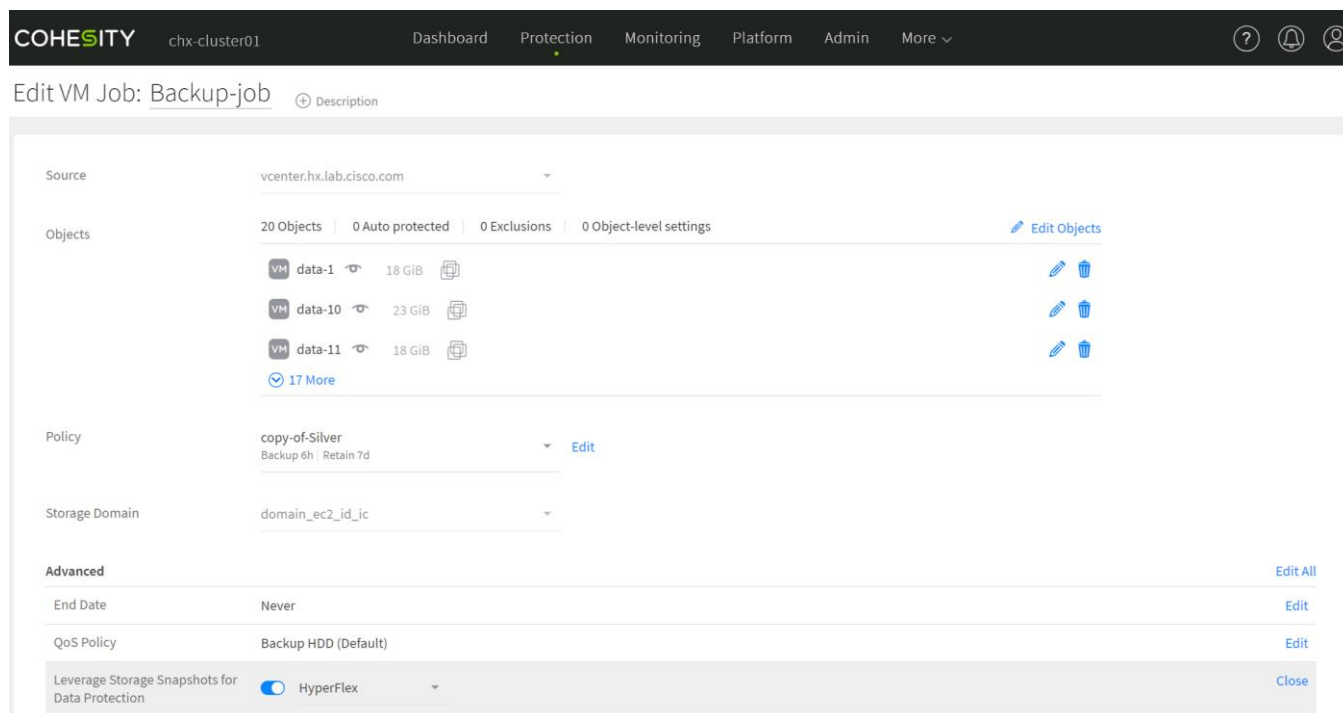 COHESITY chx-cluster01 Dashboard Protection Monitoring Platform Admin More
Edit VM Job: Backup-job Description
Source vcenter.hx.lab.cisco.com
Objects 20 Objects | 0 Auto protected | 0 Exclusions | 0 Object-level settings Edit Objects
VM data-1 18 GiB
VM data-10 23 GiB
VM data-11 18 GiB
17 More
Policy copy-of-Silver Edit
Backup 6h | Retain 7d
Storage Domain domain_ec2_id_ic
Advanced Edit All
End Date Never Edit
QoS Policy Backup HDD (Default) Edit
Leverage Storage Snapshots for
Data Protection HyperFlex Close